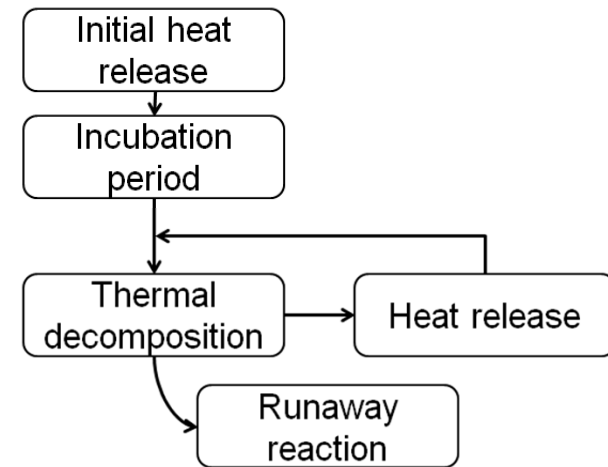 Initial heat
release
Incubation
period
Thermal
decomposition
Heat release
Runaway
reaction